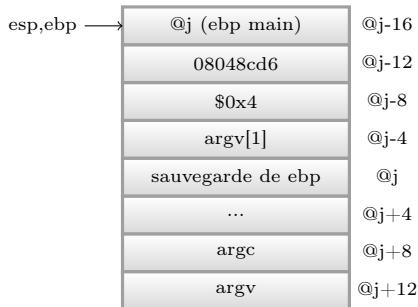 esp,ebp @j (ebp main) @j-16
08048cd6 @j-12
$0x4 @j-8
argv[1] @j-4
sauvegarde de ebp @j
... @j+4
argc @j+8
argv @j+12